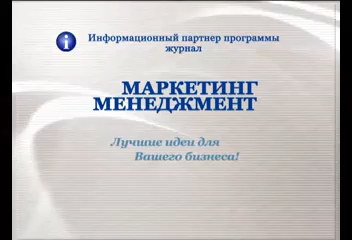 Информационный партнер программы
журнал
МАРКЕТИНГ
МЕНЕДЖМЕНТ
Лучшие идеи для
Вашего бизнеса!